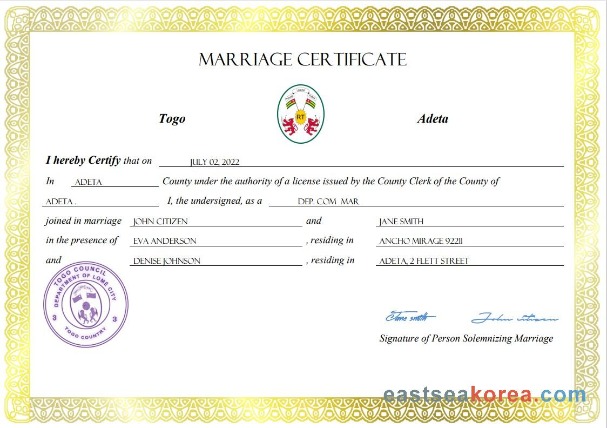 MARRIAGE CERTIFICATE
Togo
RT
Adeta
I hereby Certify that on JULY 02, 2022
In ADETA County under the authority of a license issued by the County Clerk of the County of
ADETA . I, the undersigned, as a DEP. COM. MAR.
joined in marriage JOHN CITIZEN and JANE SMITH
in the presence of EVA ANDERSON , residing in ANCHO MIRAGE 92211
and DENISE JOHNSON , residing in ADETA, 2 FLETT STREET
TOGO COUNCIL
DEPARTMENT OF LOME CITY
3 3
TOGO COUNTRY
Signature of Person Solemnizing Marriage
eastseakorea.com